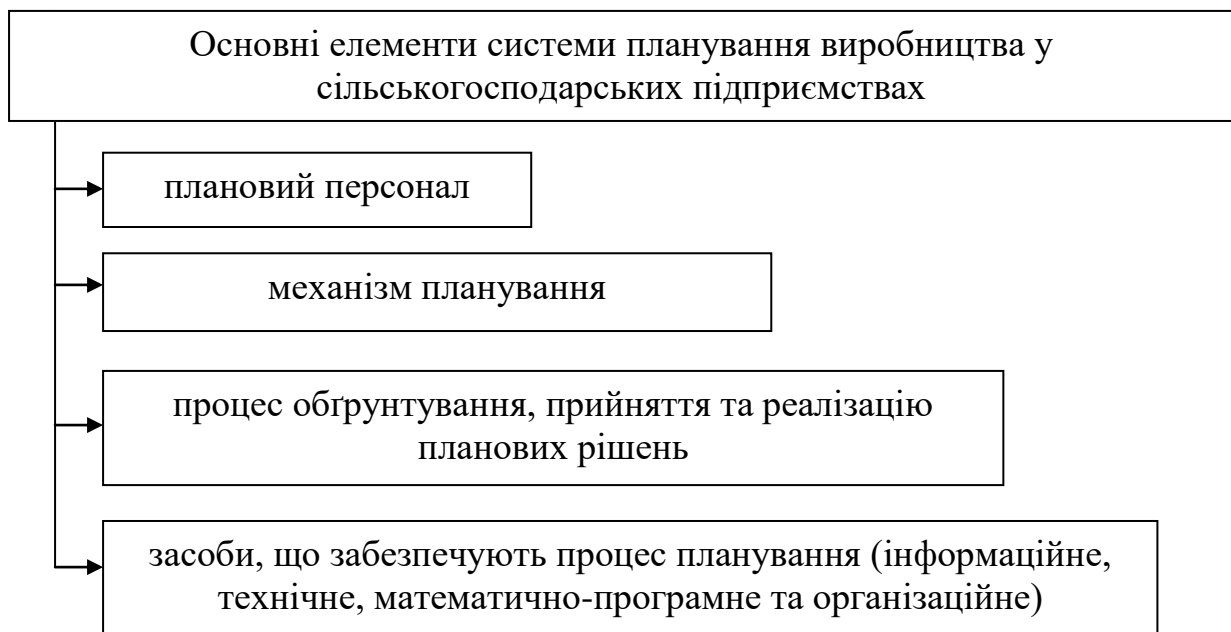 Основні елементи системи планування виробництва у
сільськогосподарських підприємствах
плановий персонал
механізм планування
процес обґрунтування, прийняття та реалізацію
планових рішень
засоби, що забезпечують процес планування (інформаційне,
технічне, математично-програмне та організаційне)